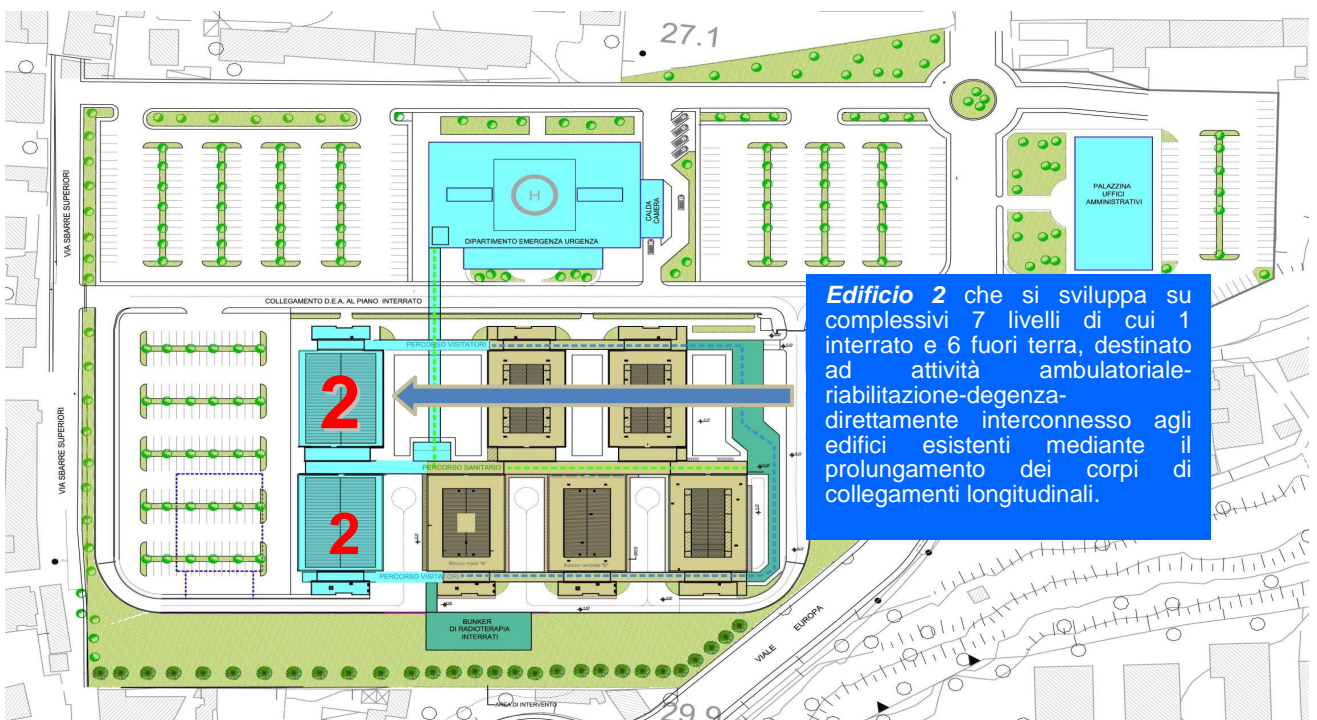 27.1
VIA SBARRE SUPERIORI
H
CALDA
CAMERA
DIPARTIMENTO EMERGENZA URGENZA
PALAZZINA
UFFICI
AMMINISTRATIVI
COLLEGAMENTO D.E.A. AL PIANO INTERRATO
Edificio 2 che si sviluppa su
complessivi 7 livelli di cui 1
interrato e 6 fuori terra, destinato
ad attività ambulatoriale-
riabilitazione-degenza-
direttamente interconnesso agli
edifici esistenti mediante il
prolungamento dei corpi di
collegamenti longitudinali.
PERCORSO VISITATORI
2
VIA SBARRE SUPERIORI
PERCORSO SANITARIO
2
PERCORSO VISITATORI
BUNKER
DI RADIOTERAPIA
INTERRATI
VIALE EUROPA
AREA DI INTERVENTO
29.9